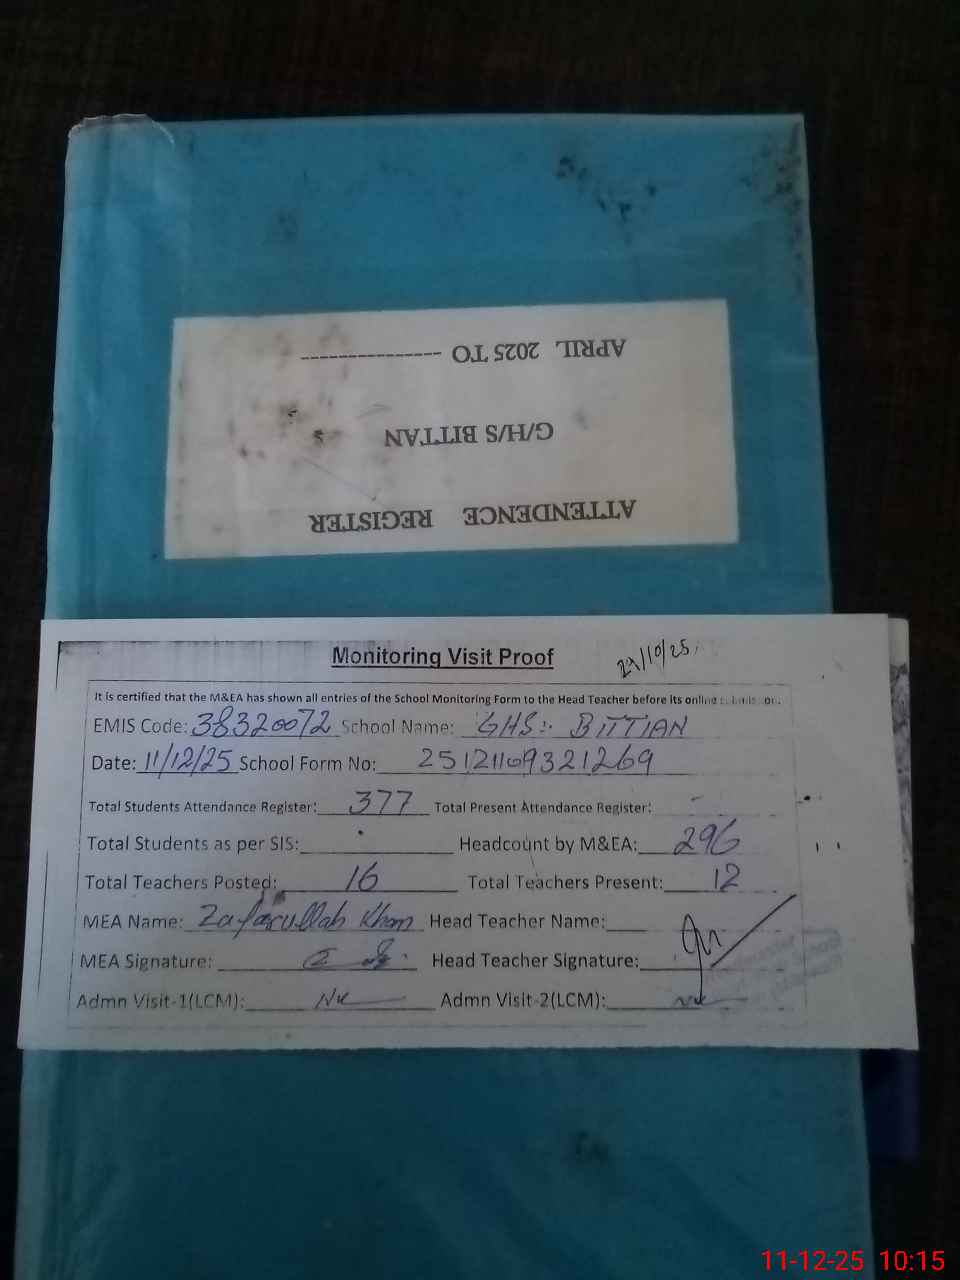 APRIL 2025 TO -----------------
G/H/S BITTAN
ATTENDENCE REGISTER
Monitoring Visit Proof
29/10/25
It is certified that the M&EA has shown all entries of the School Monitoring Form to the Head Teacher before its online submission.
EMIS Code: 38320072 School Name: GHS:- BITTIAN
Date: 11/12/25 School Form No: 25121109321269
Total Students Attendance Register: 377 Total Present Attendance Register: -
Total Students as per SIS: Headcount by M&EA: 296
Total Teachers Posted: 16 Total Teachers Present: 12
MEA Name: Zafarullah Khan Head Teacher Name:
MEA Signature: Head Teacher Signature:
Admn Visit-1(LCM): Nil Admn Visit-2(LCM): Nil
11-12-25 10:15